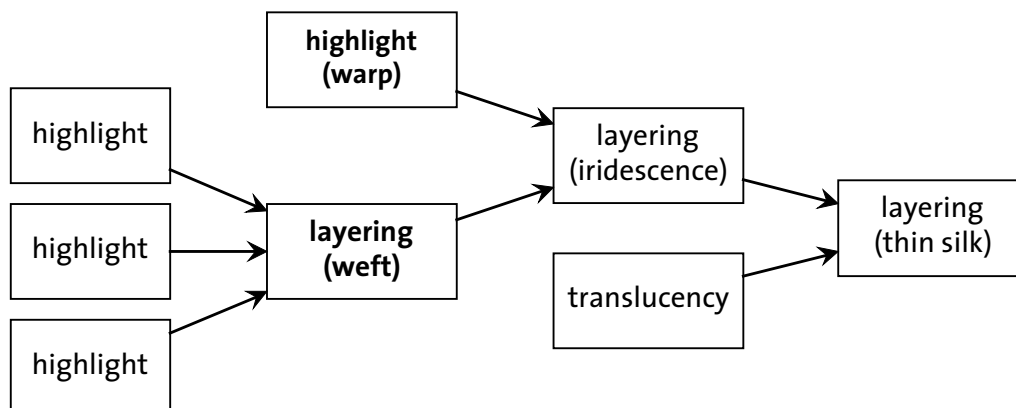 highlight
highlight
highlight
highlight
(warp)
layering
(weft)
layering
(iridescence)
translucency
layering
(thin silk)